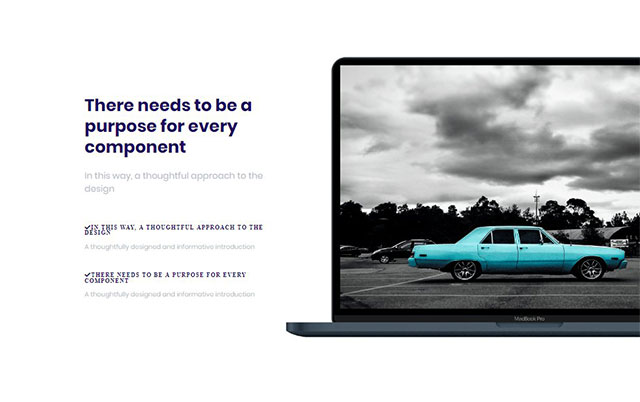 There needs to be a
purpose for every
component
In this way, a thoughtful approach to the
design
IN THIS WAY, A THOUGHTFUL APPROACH TO THE
DESIGN
A thoughtfully designed and informative introduction
THERE NEEDS TO BE A PURPOSE FOR EVERY
COMPONENT
A thoughtfully designed and informative introduction
MacBook Pro